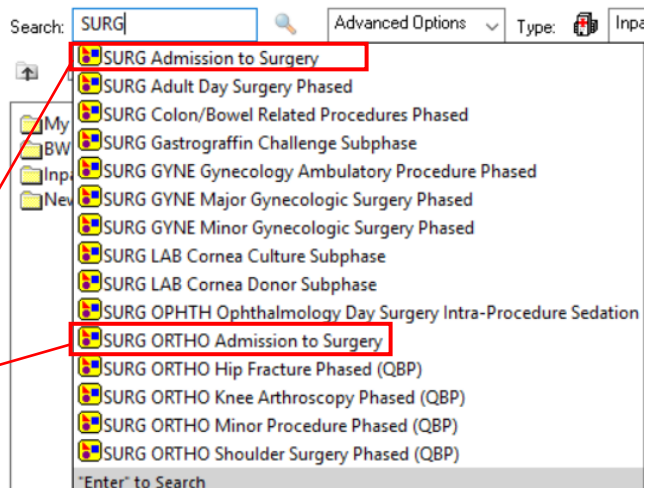 Search: SURG Advanced Options Type: Inpa
SURG Admission to Surgery
SURG Adult Day Surgery Phased
My SURG Colon/Bowel Related Procedures Phased
BW SURG Gastrograffin Challenge Subphase
Inp SURG GYNE Gynecology Ambulatory Procedure Phased
New SURG GYNE Major Gynecologic Surgery Phased
SURG GYNE Minor Gynecologic Surgery Phased
SURG LAB Cornea Culture Subphase
SURG LAB Cornea Donor Subphase
SURG OPHTH Ophthalmology Day Surgery Intra-Procedure Sedation
SURG ORTHO Admission to Surgery
SURG ORTHO Hip Fracture Phased (QBP)
SURG ORTHO Knee Arthroscopy Phased (QBP)
SURG ORTHO Minor Procedure Phased (QBP)
SURG ORTHO Shoulder Surgery Phased (QBP)
"Enter" to Search